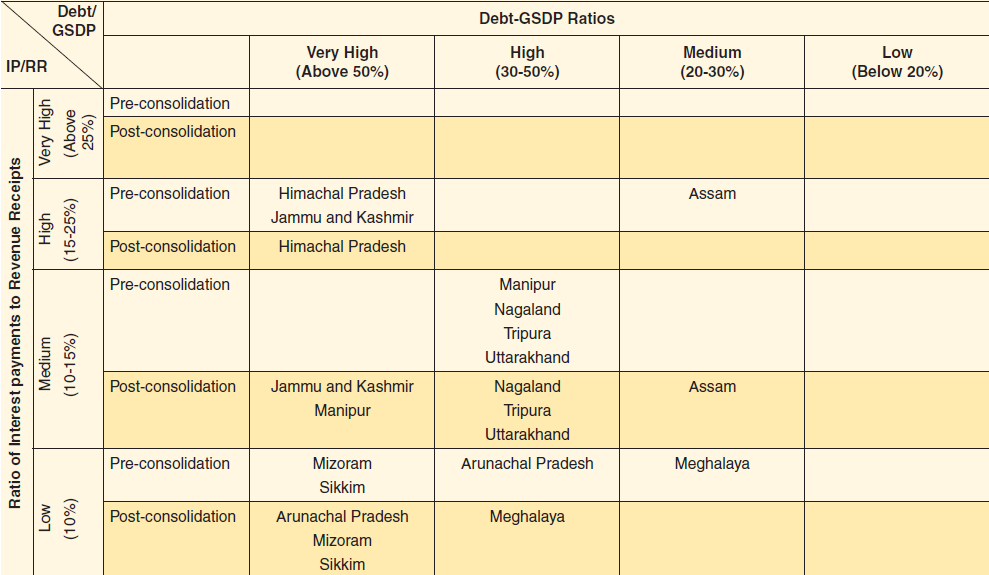 Debt/
GSDP
IP/RR
Debt-GSDP Ratios
Very High
(Above 50%)
High
(30-50%)
Medium
(20-30%)
Low
(Below 20%)
Ratio of Interest payments to Revenue Receipts
Very High
(Above
25%)
Pre-consolidation
Post-consolidation
High
(15-25%)
Pre-consolidation
Himachal Pradesh
Jammu and Kashmir
Assam
Post-consolidation
Himachal Pradesh
Medium
(10-15%)
Pre-consolidation
Manipur
Nagaland
Tripura
Uttarakhand
Post-consolidation
Jammu and Kashmir
Manipur
Nagaland
Tripura
Uttarakhand
Assam
Low
(10%)
Pre-consolidation
Mizoram
Sikkim
Arunachal Pradesh
Meghalaya
Post-consolidation
Arunachal Pradesh
Mizoram
Sikkim
Meghalaya